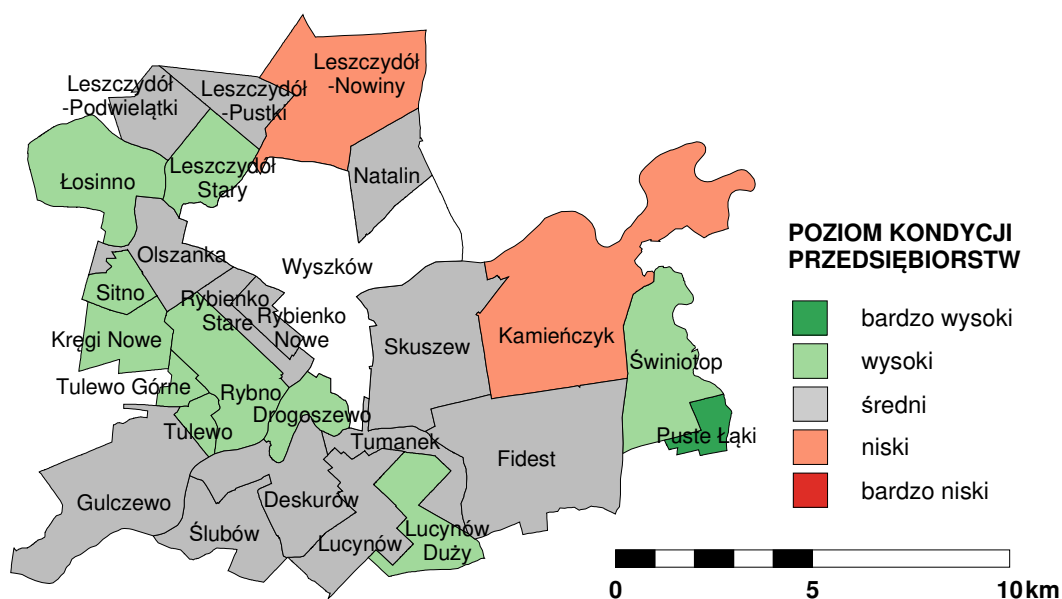 Leszczydół
-Nowiny
Leszczydół
-Podwielątki
Leszczydół
-Pustki
Leszczydół
Stary
Natalin
Łosinno
Olszanka
Wyszków
Sitno
Rybienko
Stare
Rybienko
Nowe
Kręgi Nowe
Skuszew
Kamieńczyk
Świniotop
Tulewo Górne
Rybno
Drogoszewo
Tulewo
Tumanek
Puste Łąki
Fidest
Gulczewo
Deskurów
Ślubów
Lucynów
Lucynów
Duży
POZIOM KONDYCJI
PRZEDSIĘBIORSTW
bardzo wysoki
wysoki
średni
niski
bardzo niski
0 5 10 km